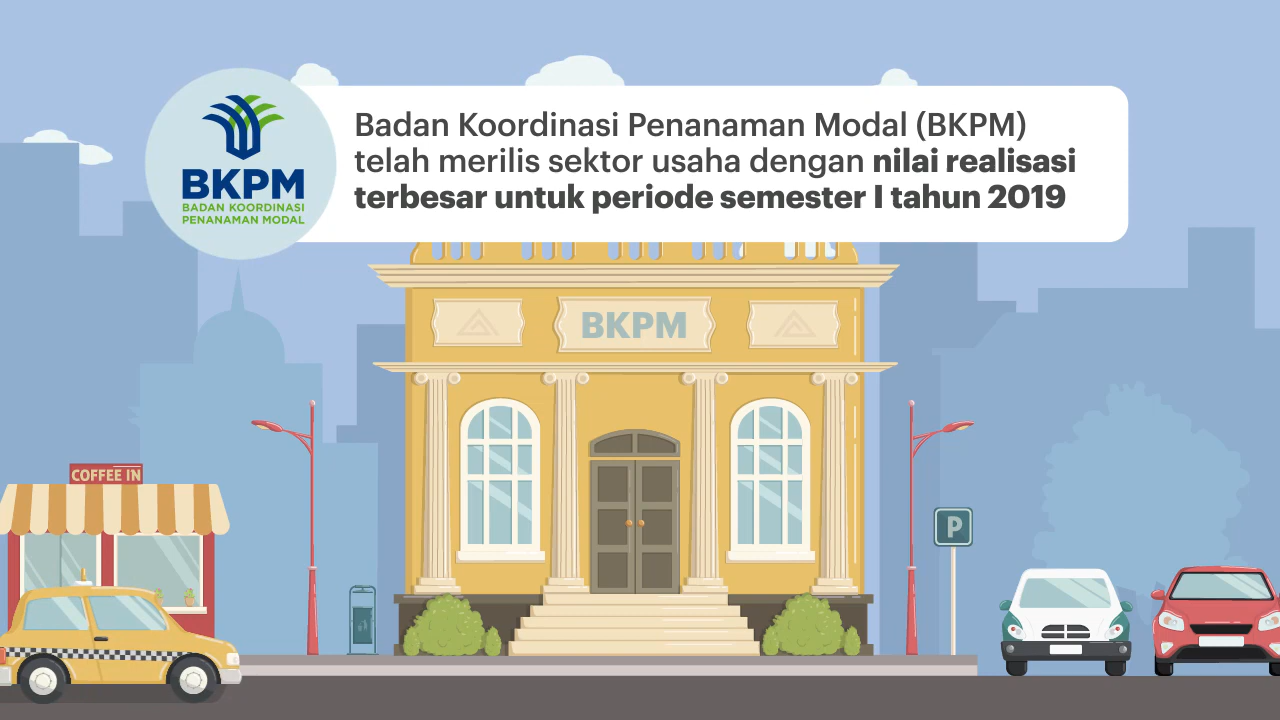 BKPM
BADAN KOORDINASI
PENANAMAN MODAL
Badan Koordinasi Penanaman Modal (BKPM)
telah merilis sektor usaha dengan nilai realisasi
terbesar untuk periode semester I tahun 2019
BKPM
COFFEE IN
P